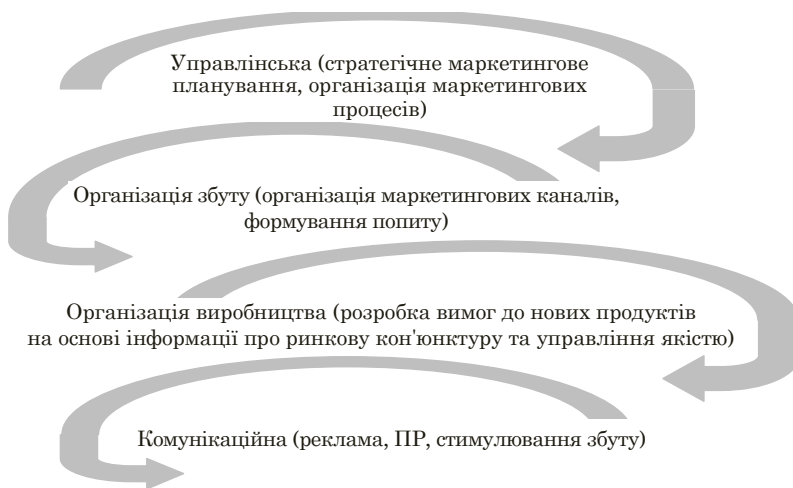 Управлінська (стратегічне маркетингове
планування, організація маркетингових
процесів)
Організація збуту (організація маркетингових каналів,
формування попиту)
Організація виробництва (розробка вимог до нових продуктів
на основі інформації про ринкову кон'юнктуру та управління якістю)
Комунікаційна (реклама, ПР, стимулювання збуту)